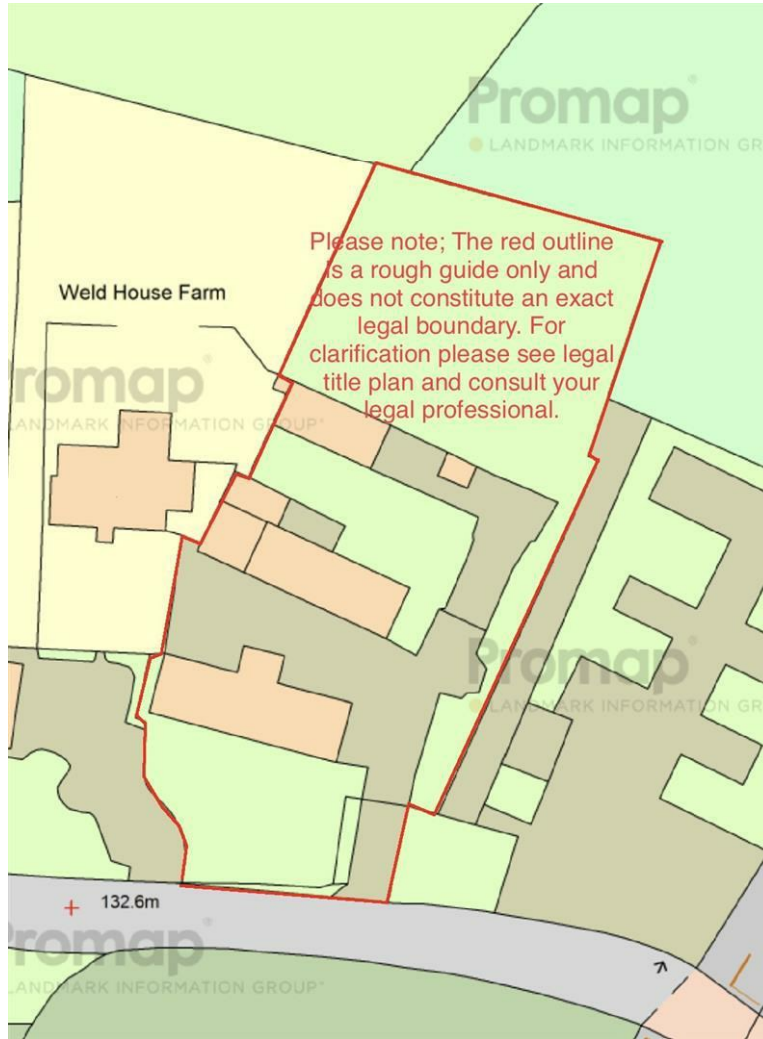 Promap
LANDMARK INFORMATION GR
Please note; The red outline
is a rough guide only and
does not constitute an exact
legal boundary. For
clarification please see legal
title plan and consult your
legal professional.
Weld House Farm
romap
LANDMARK INFORMATION GROUP
Promap
LANDMARK INFORMATION GR
132.6m
romap
LANDMARK INFORMATION GROUP